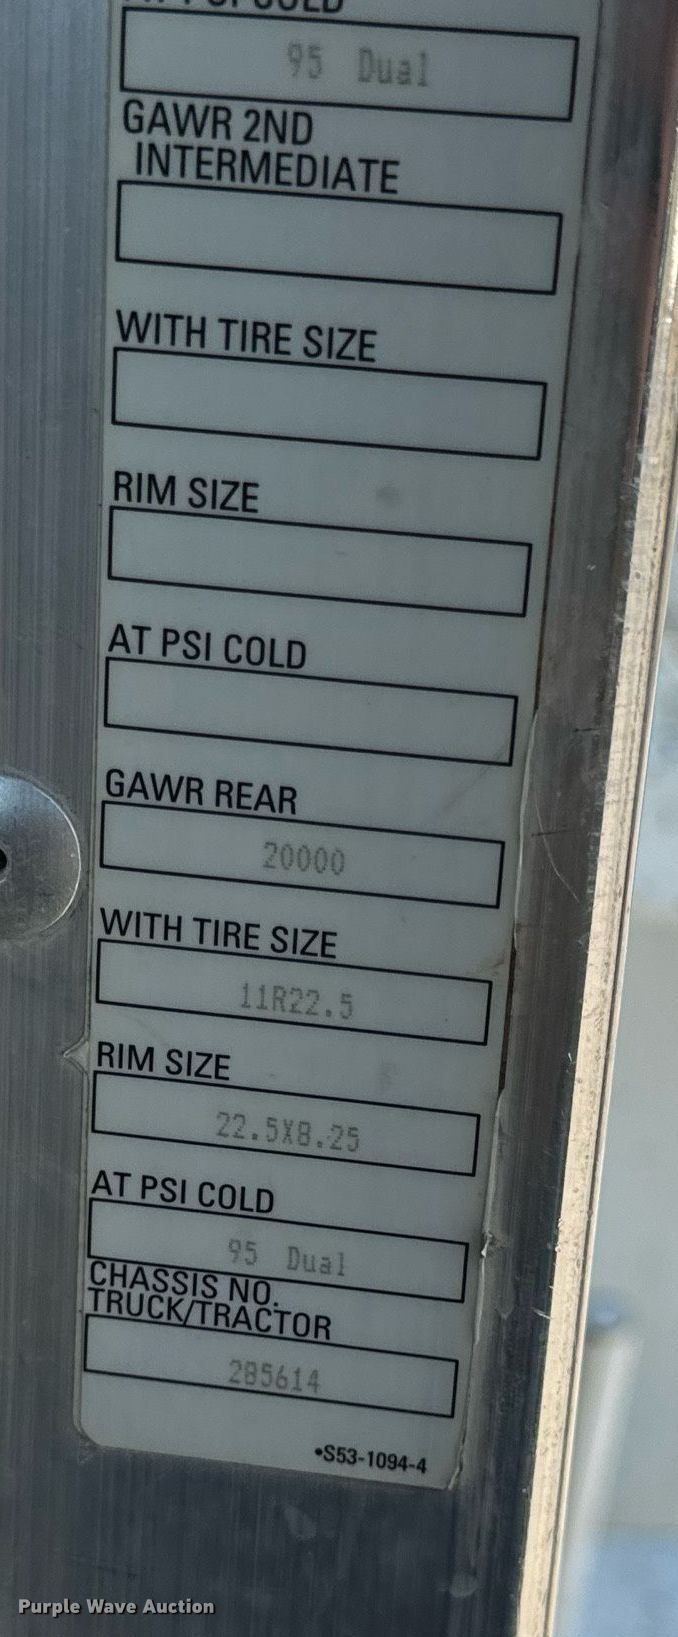 95 Dual
GAWR 2ND
INTERMEDIATE
WITH TIRE SIZE
RIM SIZE
AT PSI COLD
GAWR REAR
20000
WITH TIRE SIZE
11R22.5
RIM SIZE
22.5X8.25
AT PSI COLD
95 Dual
CHASSIS NO.
TRUCK/TRACTOR
285614
•S53-1094-4
Purple Wave Auction